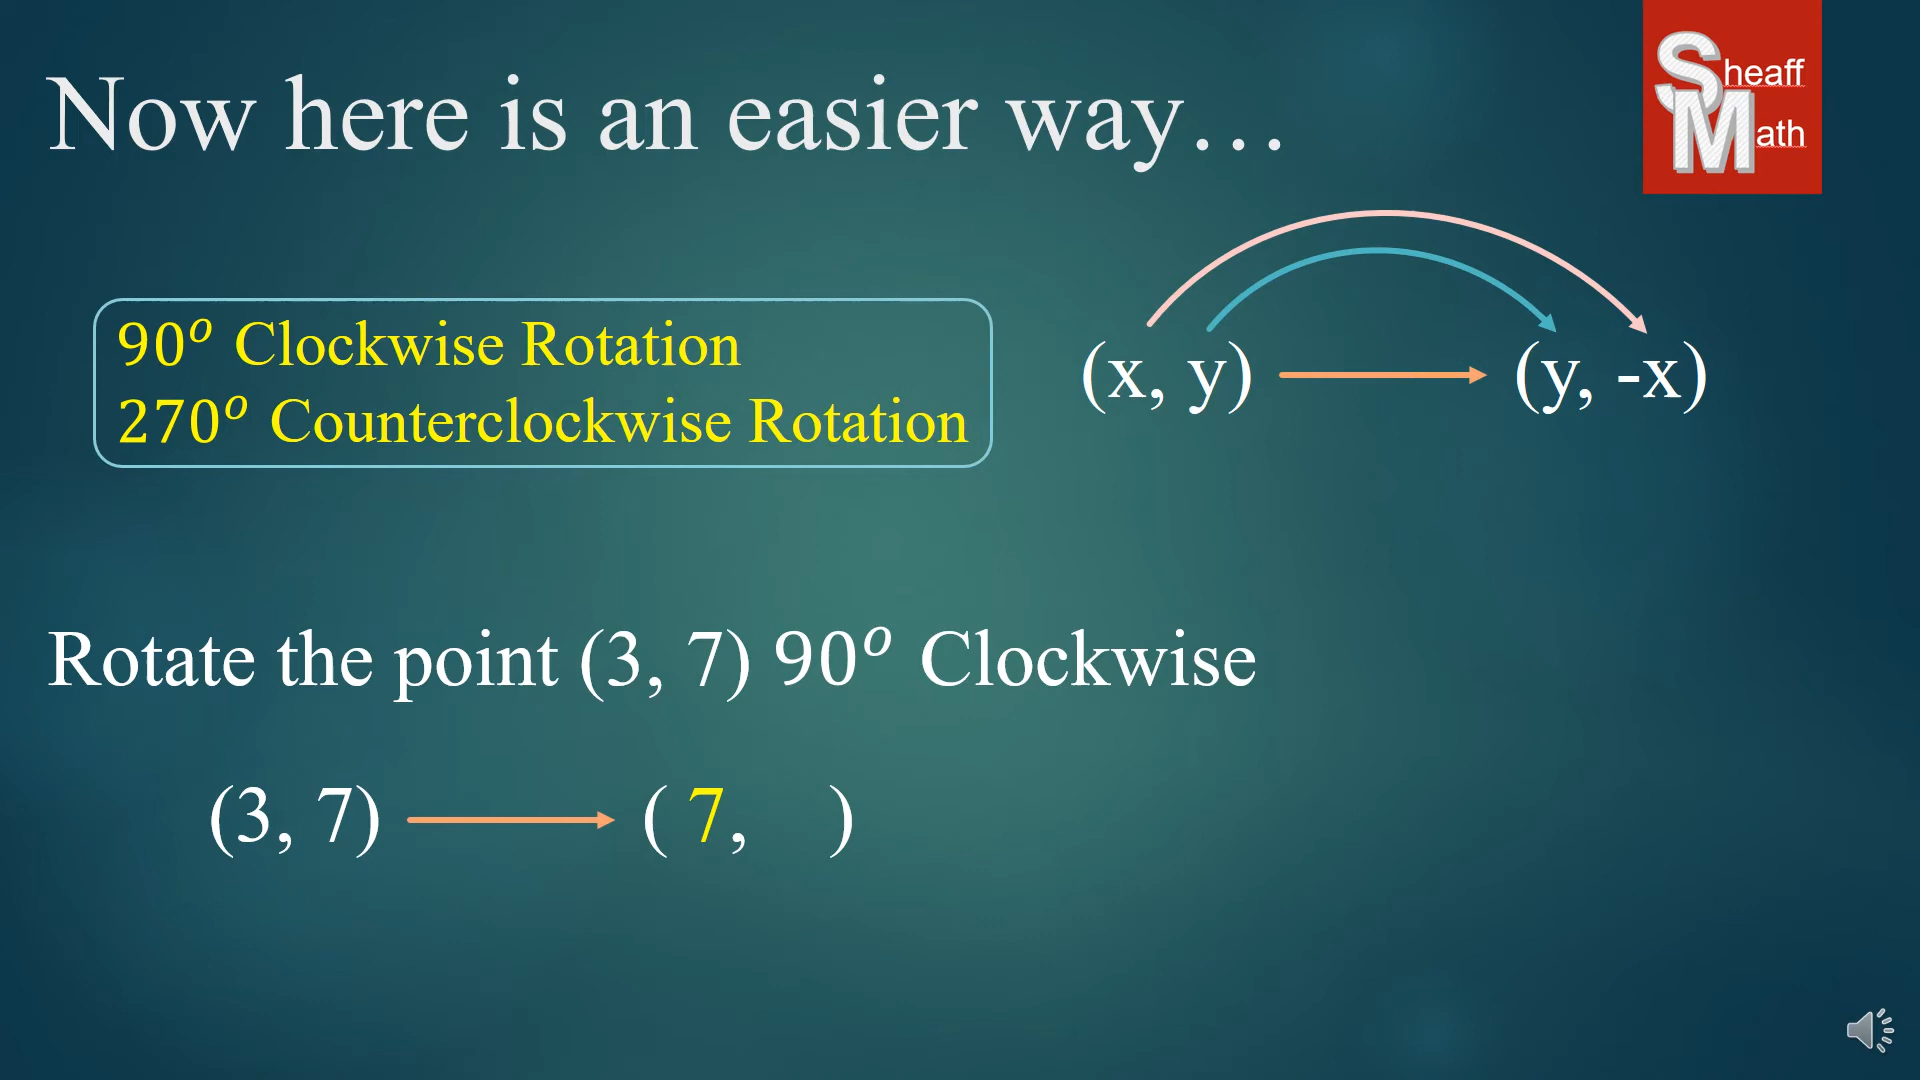 Now here is an easier way…
Sheaff
Math
90° Clockwise Rotation
270° Counterclockwise Rotation
(x, y) → (y, -x)
Rotate the point (3, 7) 90° Clockwise
(3, 7) → ( 7, )